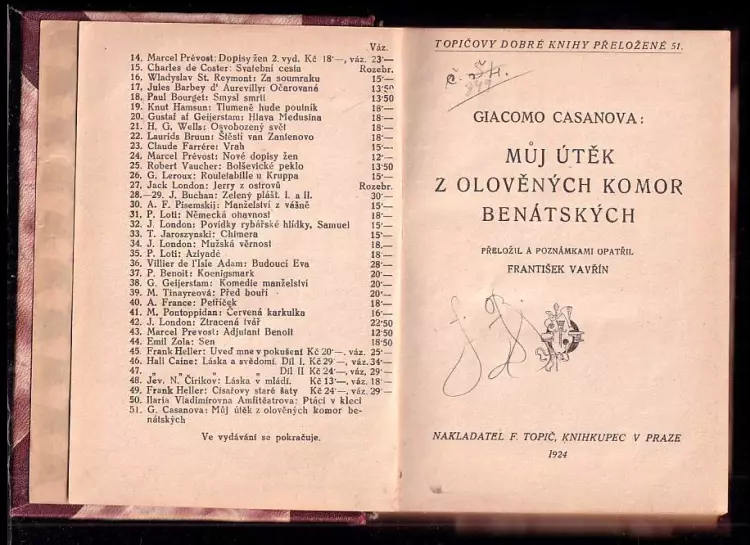 Váz.
14. Marcel Prévost: Dopisy žen 2. vyd. Kč 18·—, váz. 23·—
15. Charles de Coster: Svatební cesta Rozebr.
16. Wladyslav St. Reymont: Za soumraku 15·—
17. Jules Barbey d' Aurevilly: Očarovaná 13·50
18. Paul Bourget: Smysl smrti 13·50
19. Knut Hamsun: Tlumeně hude poutník 18·—
20. Gustaf af Geijerstam: Hlava Medusina 18·—
21. H. G. Wells: Osvobozený svět 18·—
22. Laurids Bruun: Štěstí van Zantenovo 18·—
23. Claude Farrére: Vrah 15·—
24. Marcel Prévost: Nové dopisy žen 12·—
25. Robert Vaucher: Bolševické peklo 13·50
26. G. Leroux: Rouletabille u Kruppa 15·—
27. Jack London: Jerry z ostrovů Rozebr.
28.—29. J. Buchan: Zelený plášť. I. a II. 30·—
30. A. F. Pisemskij: Manželství z vášně 15·—
31. P. Loti: Německá ohavnost 18·—
32. J. London: Povídky rybářské hlídky, Samuel 15·—
33. T. Jaroszynski: Chimera 15·—
34. J. London: Mužská věrnost 18.—
35. P. Loti: Aziyadé 18·—
36. Villier de l'Isle Adam: Budoucí Eva 28·—
37. P. Benoit: Koenigsmark 20·—
38. G. Geijerstam: Komedie manželství 20·—
39. M. Tinayreová: Před bouří 20·—
40. A. France: Petříček 18·—
41. M. Pontoppidan: Červená karkulka 16·—
42. J. London: Ztracená tvář 22·50
43. Marcel Prevost: Adjutant Benoit 12·50
44. Emil Zola: Sen 18·50
45. Frank Heller: Uveď mne v pokušení Kč 20·—. váz. 25·—
46. Hall Caine: Láska a svědomí. Díl I. Kč 29·—, váz. 34·—
47. „ „ „ Díl II Kč 24·—, váz. 29·—
48. Jev. N. Čirikov: Láska v mládí. Kč 13·—, váz. 18·—
49. Frank Heller: Císařovy staré šaty Kč 24·—, váz. 29·—
50. Ilaria Vladimirovna Amfitěatrova: Ptáci v kleci
51. G. Casanova: Můj útěk z olověných komor be-
nátských
Ve vydávání se pokračuje.
TOPIČOVY DOBRÉ KNIHY PŘELOŽENÉ 51.
GIACOMO CASANOVA:
MŮJ ÚTĚK
Z OLOVĚNÝCH KOMOR
BENÁTSKÝCH
PŘELOŽIL A POZNÁMKAMI OPATŘIL
FRANTIŠEK VAVŘÍN
NAKLADATEL F. TOPIČ, KNIHKUPEC V PRAZE
1924